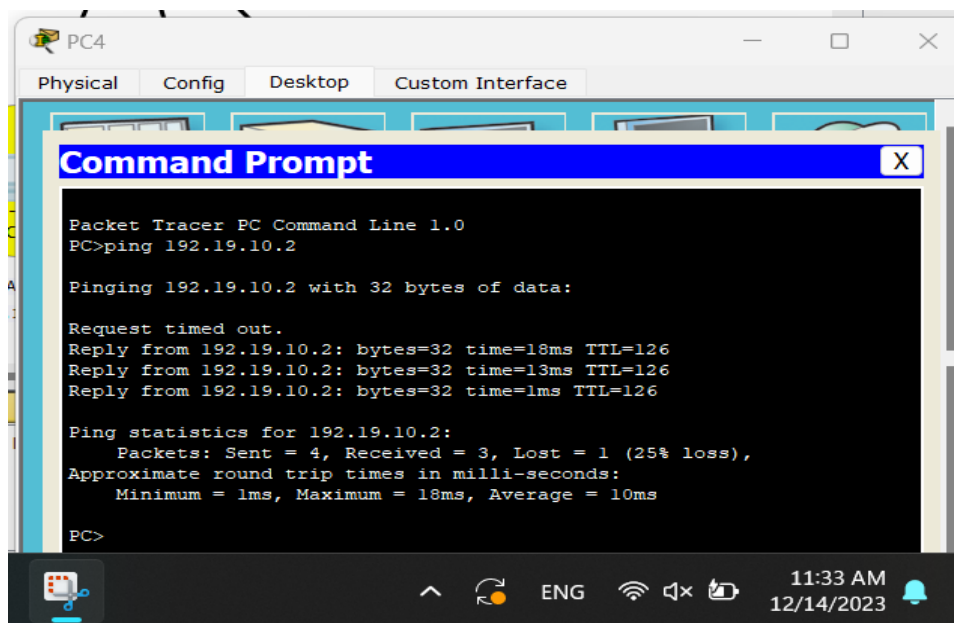 PC4
Physical Config Desktop Custom Interface
Command Prompt X
Packet Tracer PC Command Line 1.0
PC>ping 192.19.10.2
Pinging 192.19.10.2 with 32 bytes of data:
Request timed out.
Reply from 192.19.10.2: bytes=32 time=18ms TTL=126
Reply from 192.19.10.2: bytes=32 time=13ms TTL=126
Reply from 192.19.10.2: bytes=32 time=1ms TTL=126
Ping statistics for 192.19.10.2:
Packets: Sent = 4, Received = 3, Lost = 1 (25% loss),
Approximate round trip times in milli-seconds:
Minimum = 1ms, Maximum = 18ms, Average = 10ms
PC>
ENG 11:33 AM
12/14/2023